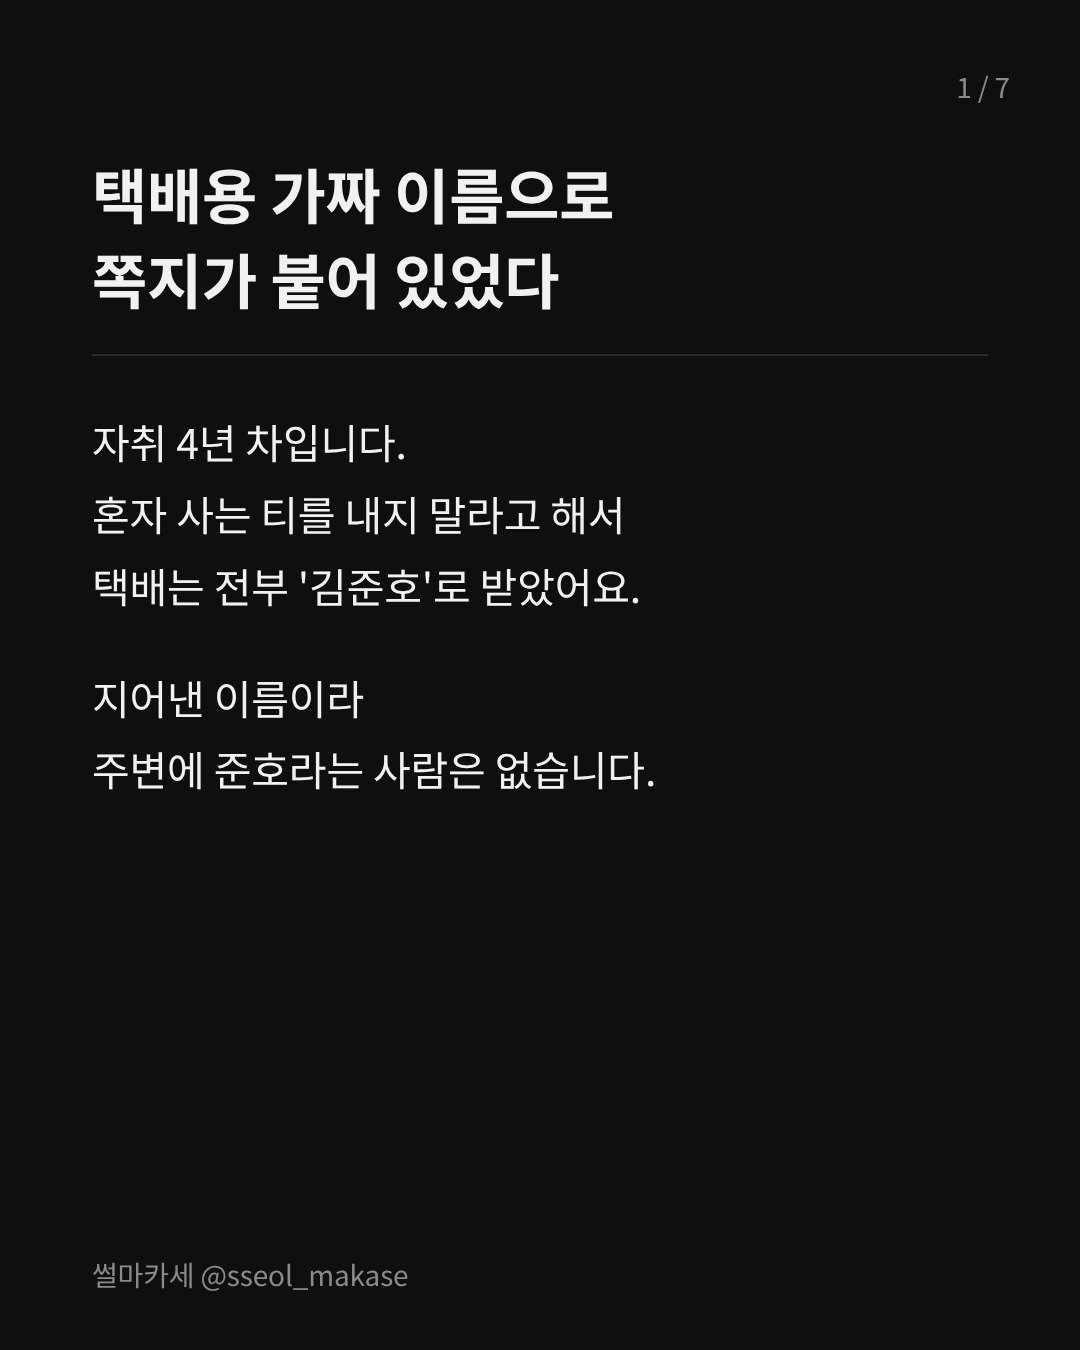 1 / 7
택배용 가짜 이름으로
쪽지가 붙어 있었다
자취 4년 차입니다.
혼자 사는 티를 내지 말라고 해서
택배는 전부 '김준호'로 받았어요.
지어낸 이름이라
주변에 준호라는 사람은 없습니다.
썰마카세 @sseol_makase